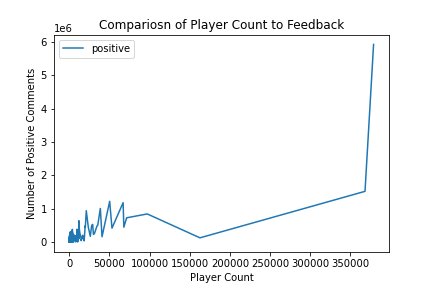 Compariosn of Player Count to Feedback
1e6
positive
6
5
4
3
2
1
0
Number of Positive Comments
0 50000 100000 150000 200000 250000 300000 350000
Player Count